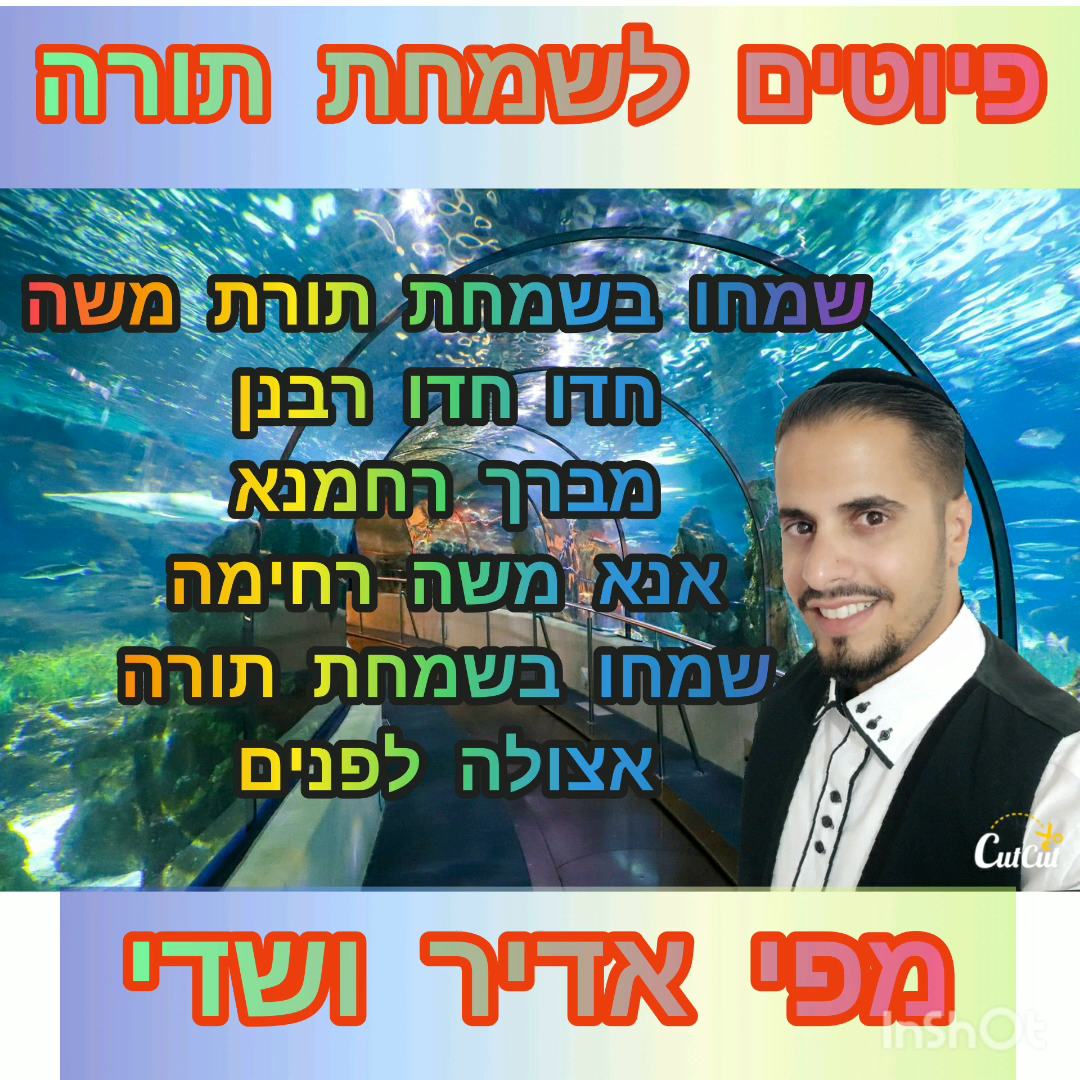 פיוטים לשמחת תורה
שמחו בשמחת תורת משה
חדו חדו רבנן
מברך רחמנא
אנא משה רחימה
שמחו בשמחת תורה
אצולה לפנים
CutCut
מפי אדיר ושדי
InShOt